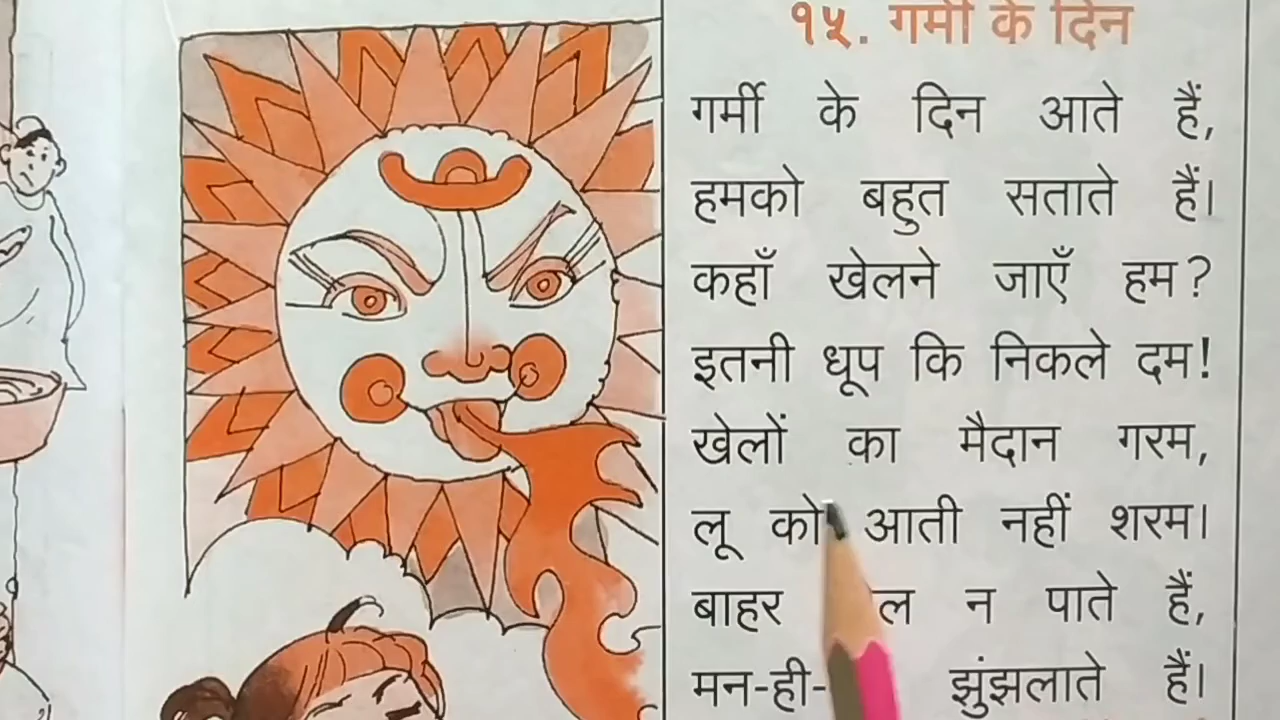 १५. गर्मी के दिन
गर्मी के दिन आते हैं,
हमको बहुत सताते हैं।
कहाँ खेलने जाएँ हम?
इतनी धूप कि निकले दम!
खेलों का मैदान गरम,
लू को आती नहीं शरम।
बाहर न पाते हैं,
मन-ही- झुंझलाते हैं।